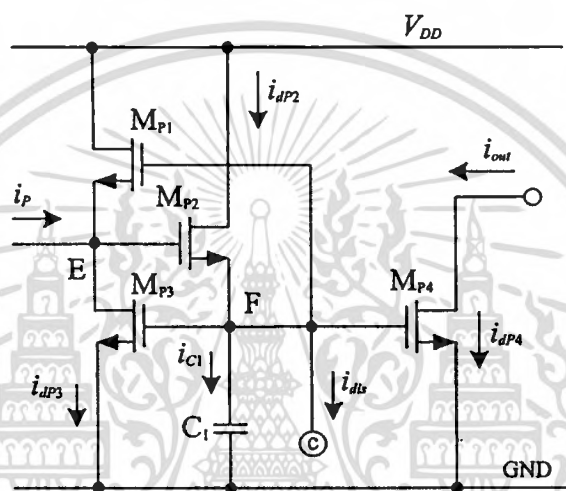 V_DD
i_dP2
M_P1
i_out
i_P
M_P2
E
M_P3
F
M_P4
i_C1
i_dis
i_dP4
i_dP3
C_1
c
GND